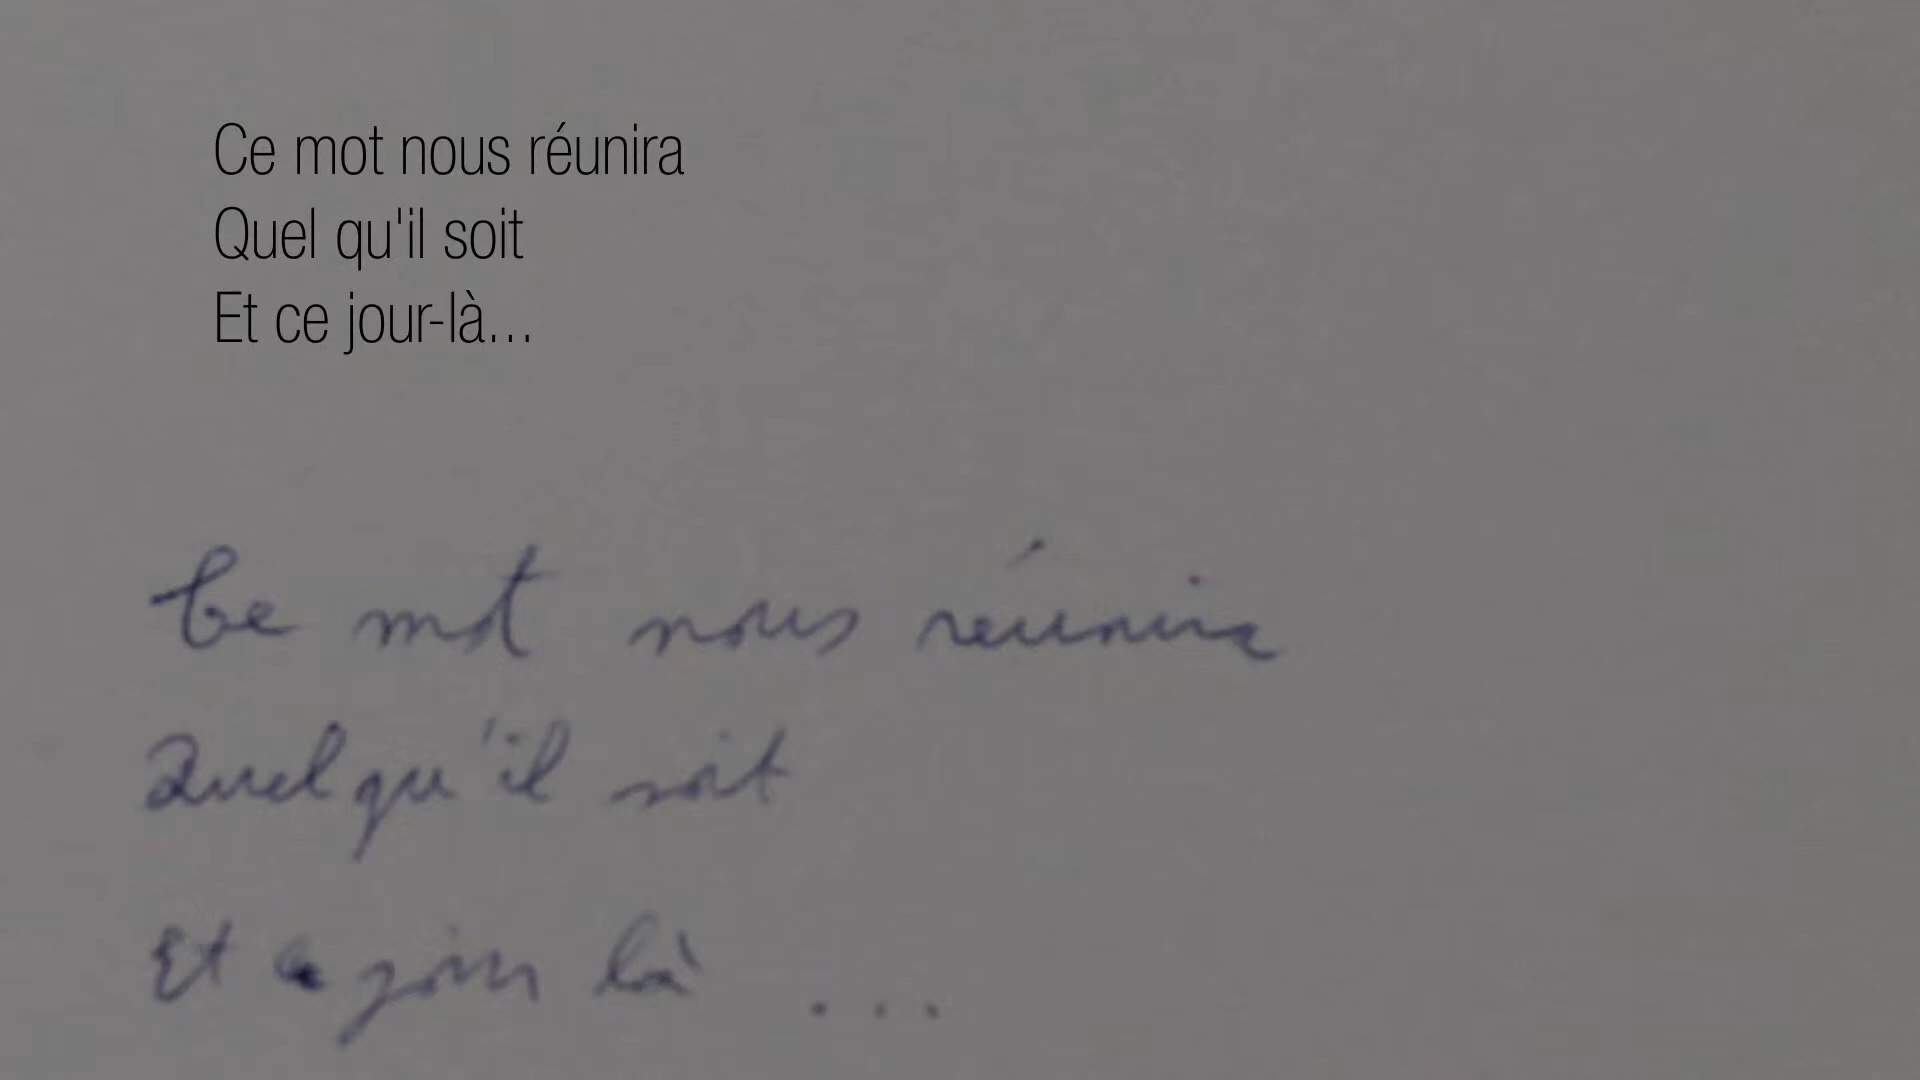 Ce mot nous réunira
Quel qu'il soit
Et ce jour-là...
Ce mot nous réunira
Quel qu'il soit
Et ce jour là ...